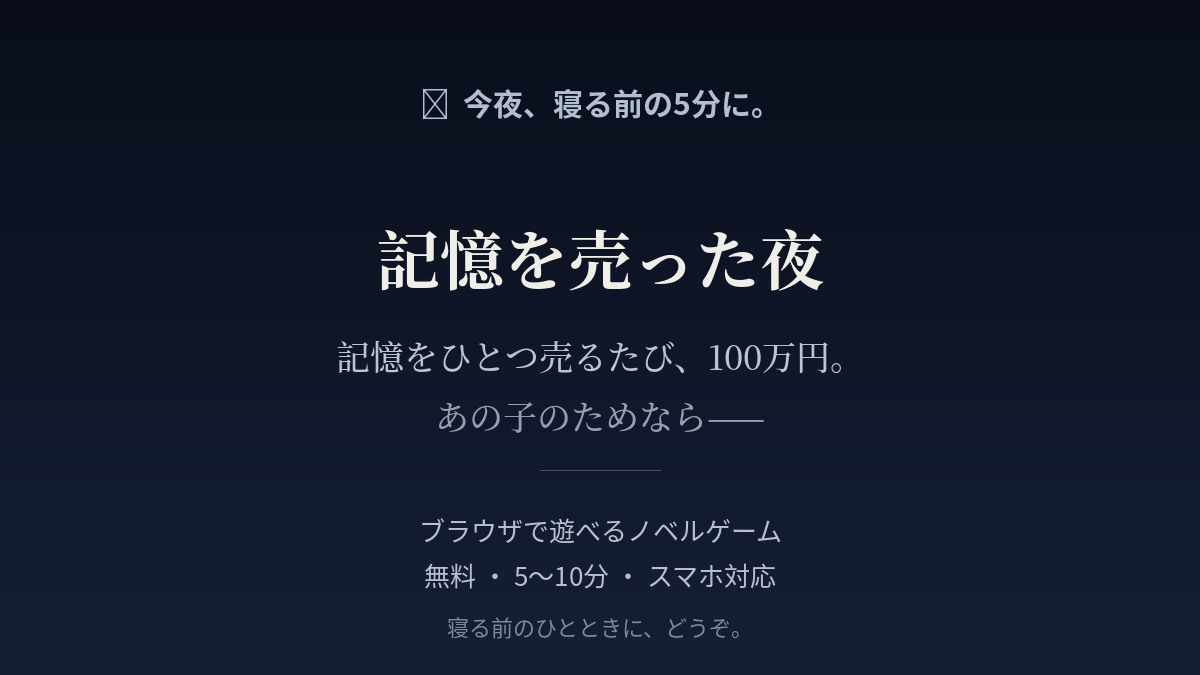 今夜、寝る前の5分に。
記憶を売った夜
記憶をひとつ売るたび、100万円。
あの子のためなら——
ブラウザで遊べるノベルゲーム
無料 ・ 5〜10分 ・ スマホ対応
寝る前のひとときに、どうぞ。